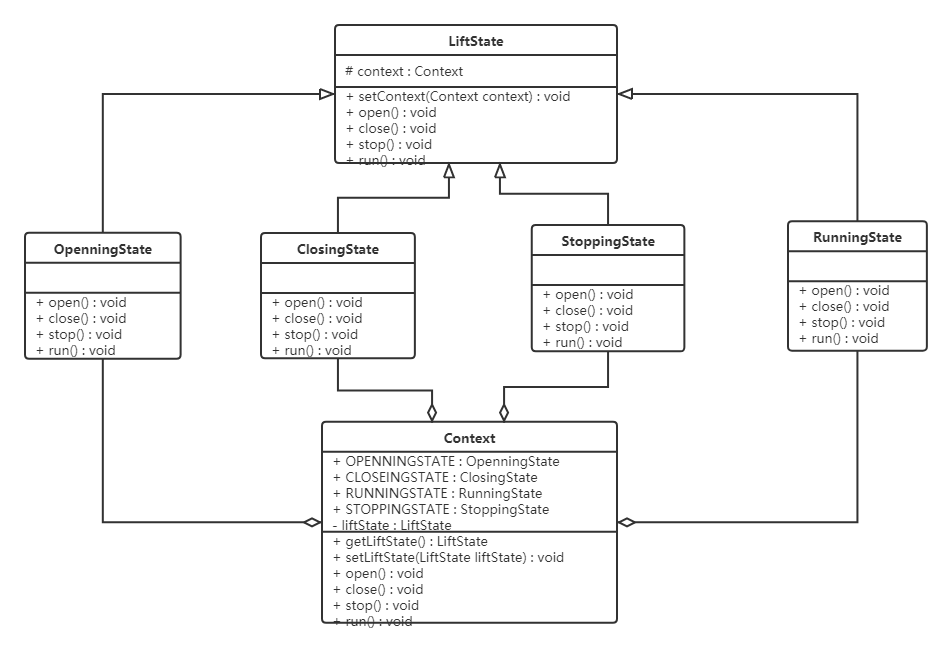 LiftState
# context : Context
+ setContext(Context context) : void
+ open() : void
+ close() : void
+ stop() : void
+ run() : void
OpenningState
+ open() : void
+ close() : void
+ stop() : void
+ run() : void
ClosingState
+ open() : void
+ close() : void
+ stop() : void
+ run() : void
StoppingState
+ open() : void
+ close() : void
+ stop() : void
+ run() : void
RunningState
+ open() : void
+ close() : void
+ stop() : void
+ run() : void
Context
+ OPENNINGSTATE : OpenningState
+ CLOSEINGSTATE : ClosingState
+ RUNNINGSTATE : RunningState
+ STOPPINGSTATE : StoppingState
- liftState : LiftState
+ getLiftState() : LiftState
+ setLiftState(LiftState liftState) : void
+ open() : void
+ close() : void
+ stop() : void
+ run() : void